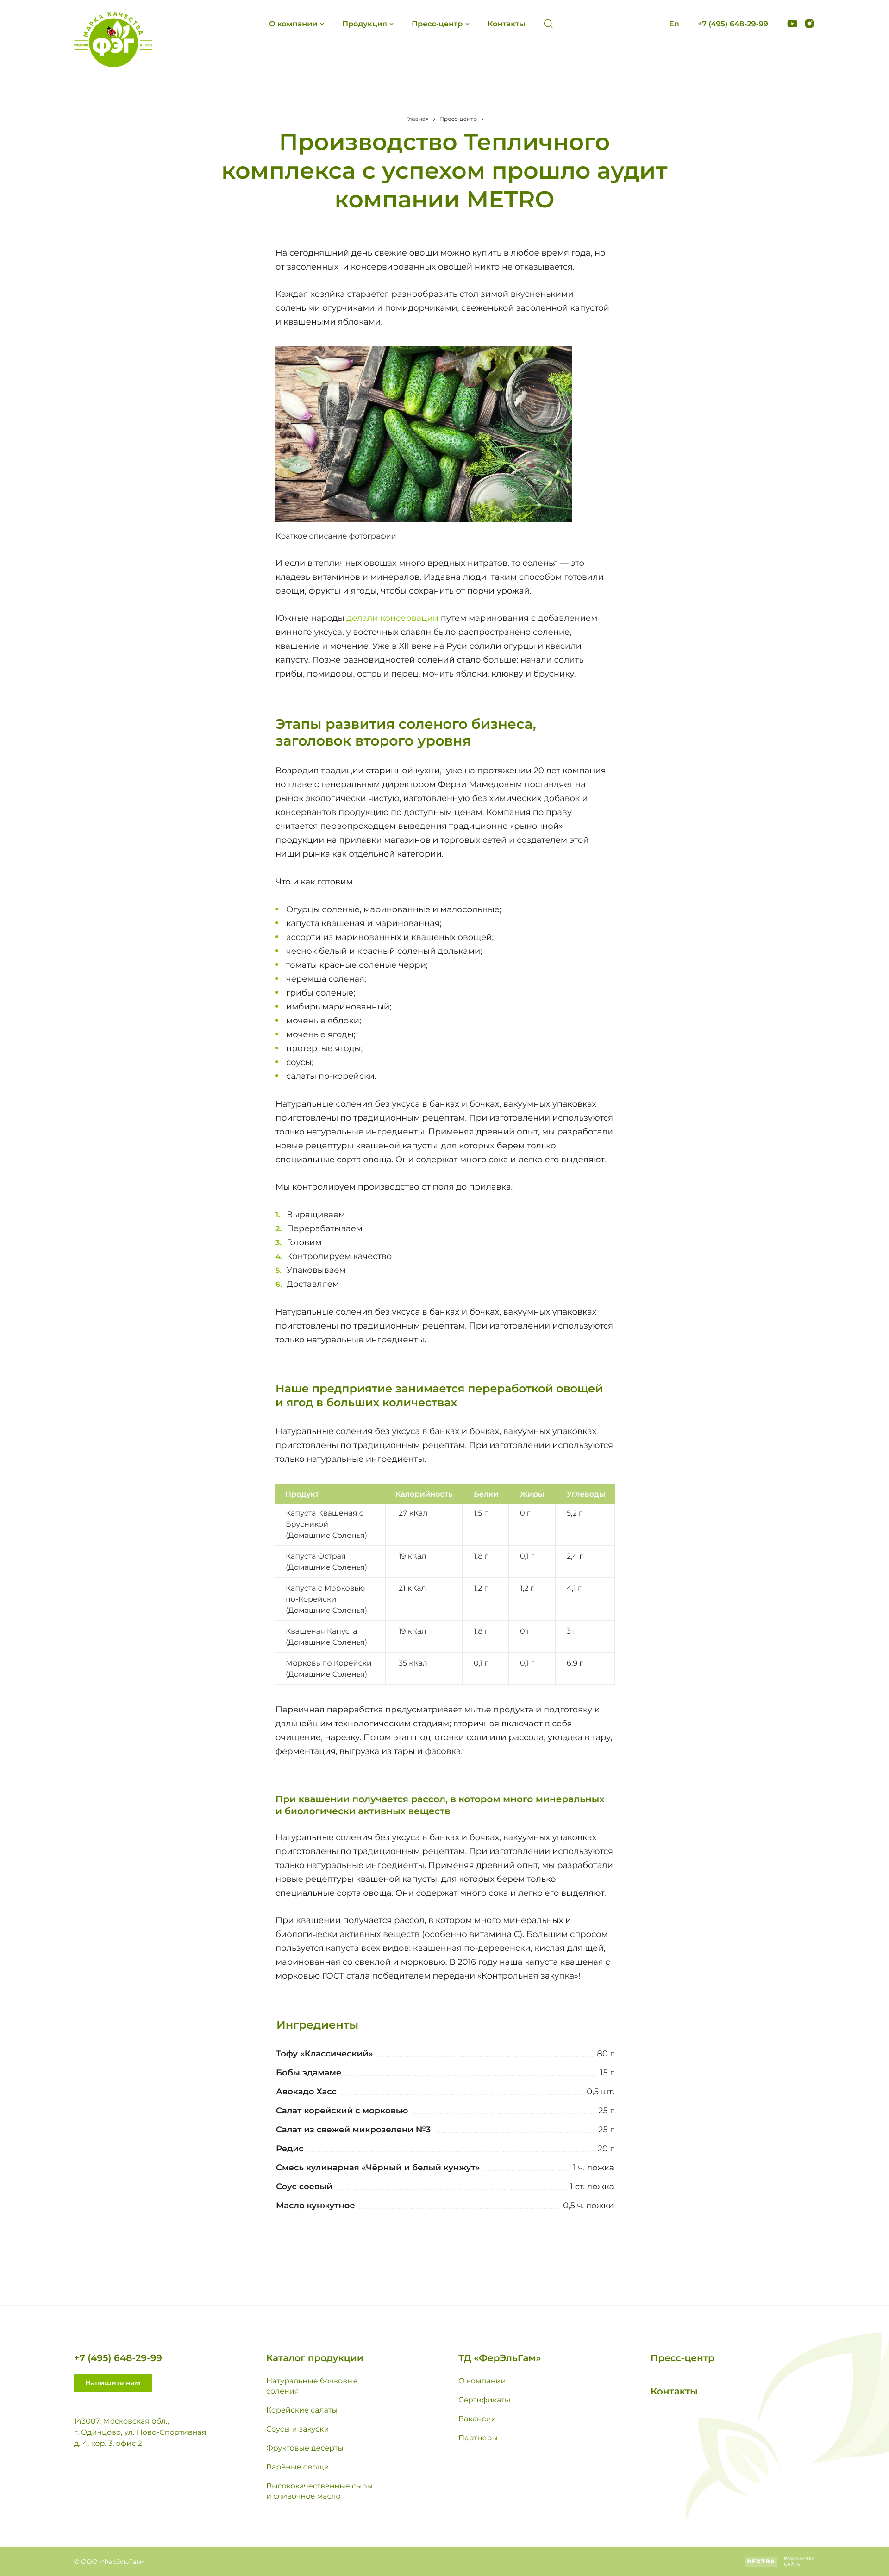 МАРКА КАЧЕСТВА
ФЭГ
О компании
Продукция
Пресс-центр
Контакты
En
+7 (495) 648-29-99
Главная > Пресс-центр >
Производство Тепличного
комплекса с успехом прошло аудит
компании METRO
На сегодняшний день свежие овощи можно купить в любое время года, но
от засоленных и консервированных овощей никто не отказывается.
Каждая хозяйка старается разнообразить стол зимой вкусненькими
солеными огурчиками и помидорчиками, свеженькой засоленной капустой
и квашеными яблоками.
Краткое описание фотографии
И если в тепличных овощах много вредных нитратов, то соленья — это
кладезь витаминов и минералов. Издавна люди таким способом готовили
овощи, фрукты и ягоды, чтобы сохранить от порчи урожай.
Южные народы делали консервации путем маринования с добавлением
винного уксуса, у восточных славян было распространено соление,
квашение и мочение. Уже в XII веке на Руси солили огурцы и квасили
капусту. Позже разновидностей солений стало больше: начали солить
грибы, помидоры, острый перец, мочить яблоки, клюкву и бруснику.
Этапы развития соленого бизнеса,
заголовок второго уровня
Возродив традиции старинной кухни, уже на протяжении 20 лет компания
во главе с генеральным директором Ферзи Мамедовым поставляет на
рынок экологически чистую, изготовленную без химических добавок и
консервантов продукцию по доступным ценам. Компания по праву
считается первопроходцем выведения традиционно «рыночной»
продукции на прилавки магазинов и торговых сетей и создателем этой
ниши рынка как отдельной категории.
Что и как готовим.
Огурцы соленые, маринованные и малосольные;
капуста квашеная и маринованная;
ассорти из маринованных и квашеных овощей;
чеснок белый и красный соленый дольками;
томаты красные соленые черри;
черемша соленая;
грибы соленые;
имбирь маринованный;
моченые яблоки;
моченые ягоды;
протертые ягоды;
соусы;
салаты по-корейски.
Натуральные соления без уксуса в банках и бочках, вакуумных упаковках
приготовлены по традиционным рецептам. При изготовлении используются
только натуральные ингредиенты. Применяя древний опыт, мы разработали
новые рецептуры квашеной капусты, для которых берем только
специальные сорта овоща. Они содержат много сока и легко его выделяют.
Мы контролируем производство от поля до прилавка.
1. Выращиваем
2. Перерабатываем
3. Готовим
4. Контролируем качество
5. Упаковываем
6. Доставляем
Натуральные соления без уксуса в банках и бочках, вакуумных упаковках
приготовлены по традиционным рецептам. При изготовлении используются
только натуральные ингредиенты.
Наше предприятие занимается переработкой овощей
и ягод в больших количествах
Натуральные соления без уксуса в банках и бочках, вакуумных упаковках
приготовлены по традиционным рецептам. При изготовлении используются
только натуральные ингредиенты.
Продукт Калорийность Белки Жиры Углеводы
Капуста Квашеная с 27 кКал 1,5 г 0 г 5,2 г
Брусникой
(Домашние Соленья)
Капуста Острая 19 кКал 1,8 г 0,1 г 2,4 г
(Домашние Соленья)
Капуста с Морковью 21 кКал 1,2 г 1,2 г 4,1 г
по-Корейски
(Домашние Соленья)
Квашеная Капуста 19 кКал 1,8 г 0 г 3 г
(Домашние Соленья)
Морковь по Корейски 35 кКал 0,1 г 0,1 г 6,9 г
(Домашние Соленья)
Первичная переработка предусматривает мытье продукта и подготовку к
дальнейшим технологическим стадиям; вторичная включает в себя
очищение, нарезку. Потом этап подготовки соли или рассола, укладка в тару,
ферментация, выгрузка из тары и фасовка.
При квашении получается рассол, в котором много минеральных
и биологически активных веществ
Натуральные соления без уксуса в банках и бочках, вакуумных упаковках
приготовлены по традиционным рецептам. При изготовлении используются
только натуральные ингредиенты. Применяя древний опыт, мы разработали
новые рецептуры квашеной капусты, для которых берем только
специальные сорта овоща. Они содержат много сока и легко его выделяют.
При квашении получается рассол, в котором много минеральных и
биологически активных веществ (особенно витамина С). Большим спросом
пользуется капуста всех видов: квашенная по-деревенски, кислая для щей,
маринованная со свеклой и морковью. В 2016 году наша капуста квашеная с
морковью ГОСТ стала победителем передачи «Контрольная закупка»!
Ингредиенты
Тофу «Классический» 80 г
Бобы эдамаме 15 г
Авокадо Хасс 0,5 шт.
Салат корейский с морковью 25 г
Салат из свежей микрозелени №3 25 г
Редис 20 г
Смесь кулинарная «Чёрный и белый кунжут» 1 ч. ложка
Соус соевый 1 ст. ложка
Масло кунжутное 0,5 ч. ложки
+7 (495) 648-29-99
Напишите нам
143007, Московская обл.,
г. Одинцово, ул. Ново-Спортивная,
д. 4, кор. 3, офис 2
Каталог продукции
Натуральные бочковые
соления
Корейские салаты
Соусы и закуски
Фруктовые десерты
Варёные овощи
Высококачественные сыры
и сливочное масло
ТД «ФерЭльГам»
О компании
Сертификаты
Вакансии
Партнеры
Пресс-центр
Контакты
© ООО «ФерЭльГам»
DEXTRA
РАЗРАБОТКА
САЙТА